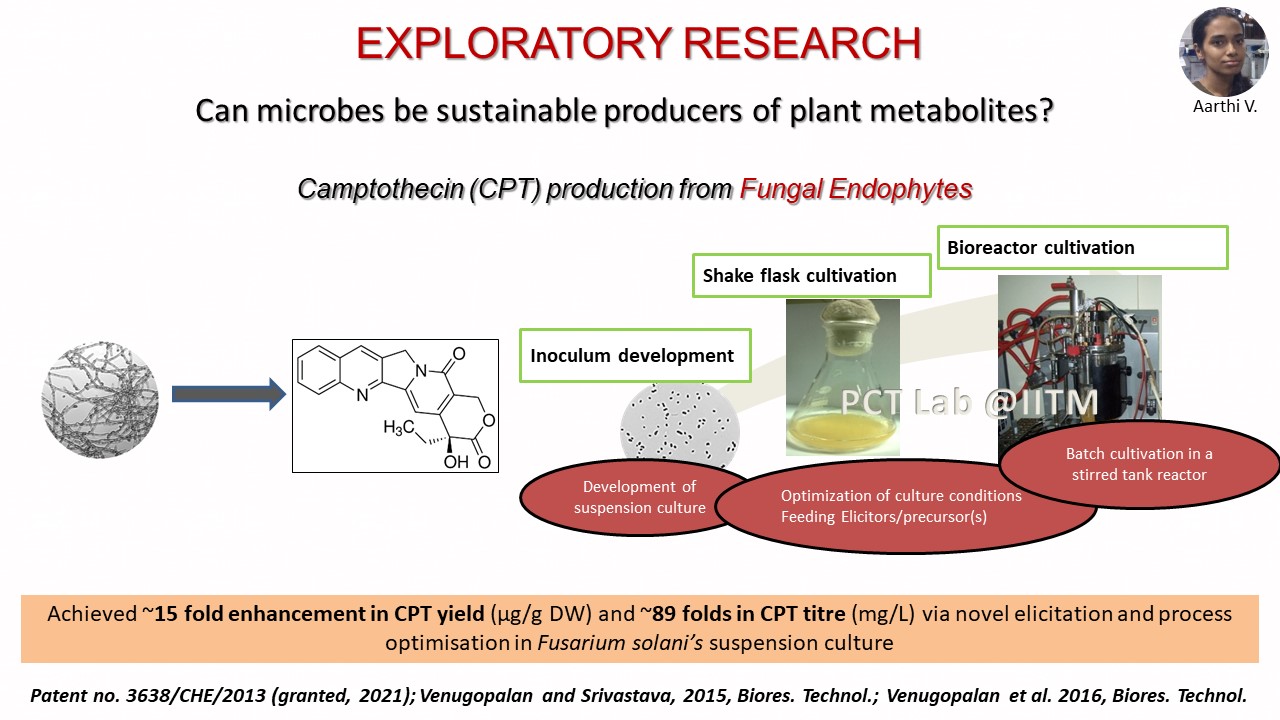 EXPLORATORY RESEARCH
Aarthi V.
Can microbes be sustainable producers of plant metabolites?
Camptothecin (CPT) production from Fungal Endophytes
Bioreactor cultivation
Shake flask cultivation
Inoculum development
O
N
N
O
H₃C
O
OH
PCT Lab @IITM
Development of
suspension culture
Optimization of culture conditions
Feeding Elicitors/precursor(s)
Batch cultivation in a
stirred tank reactor
Achieved ~15 fold enhancement in CPT yield (µg/g DW) and ~89 folds in CPT titre (mg/L) via novel elicitation and process
optimisation in Fusarium solani’s suspension culture
Patent no. 3638/CHE/2013 (granted, 2021); Venugopalan and Srivastava, 2015, Biores. Technol.; Venugopalan et al. 2016, Biores. Technol.